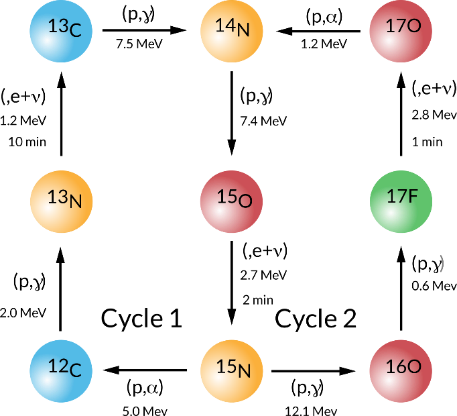 13C
(p,γ)
7.5 MeV
14N
(p,α)
1.2 MeV
17O
(,e+ν)
1.2 MeV
10 min
(p,γ)
7.4 MeV
(,e+ν)
2.8 Mev
1 min
13N
15O
17F
(p,γ)
2.0 MeV
(,e+ν)
2.7 MeV
2 min
(p,γ)
0.6 Mev
Cycle 1
Cycle 2
12C
(p,α)
5.0 Mev
15N
(p,γ)
12.1 Mev
16O